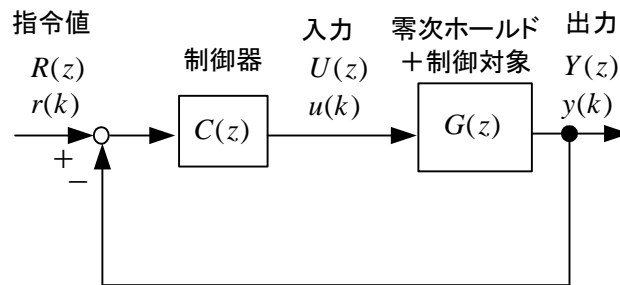 指令値
R(z)
r(k)
制御器
C(z)
入力
U(z)
u(k)
零次ホールド
＋制御対象
G(z)
出力
Y(z)
y(k)
+
−